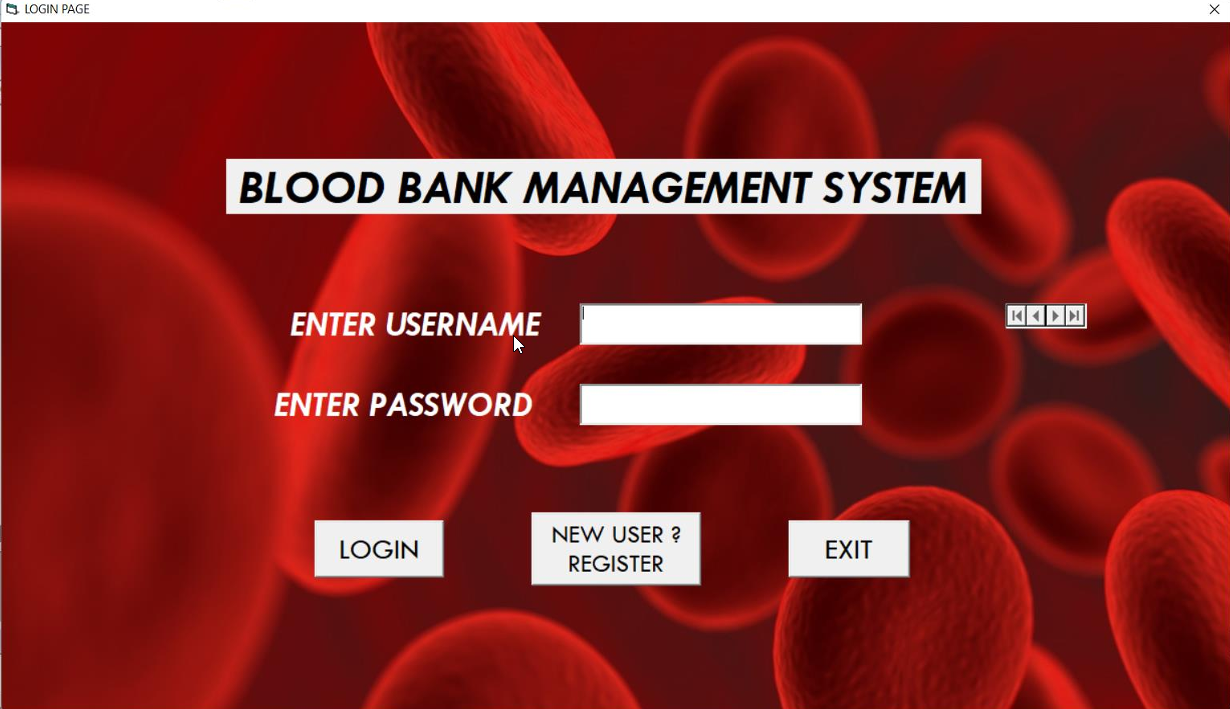 LOGIN PAGE
BLOOD BANK MANAGEMENT SYSTEM
ENTER USERNAME
ENTER PASSWORD
LOGIN
NEW USER ?
REGISTER
EXIT